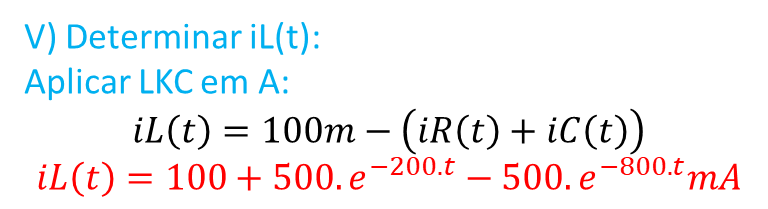 V) Determinar iL(t):
Aplicar LKC em A:
iL(t) = 100m − (iR(t) + iC(t))
iL(t) = 100 + 500.e^{−200.t} − 500.e^{−800.t}mA